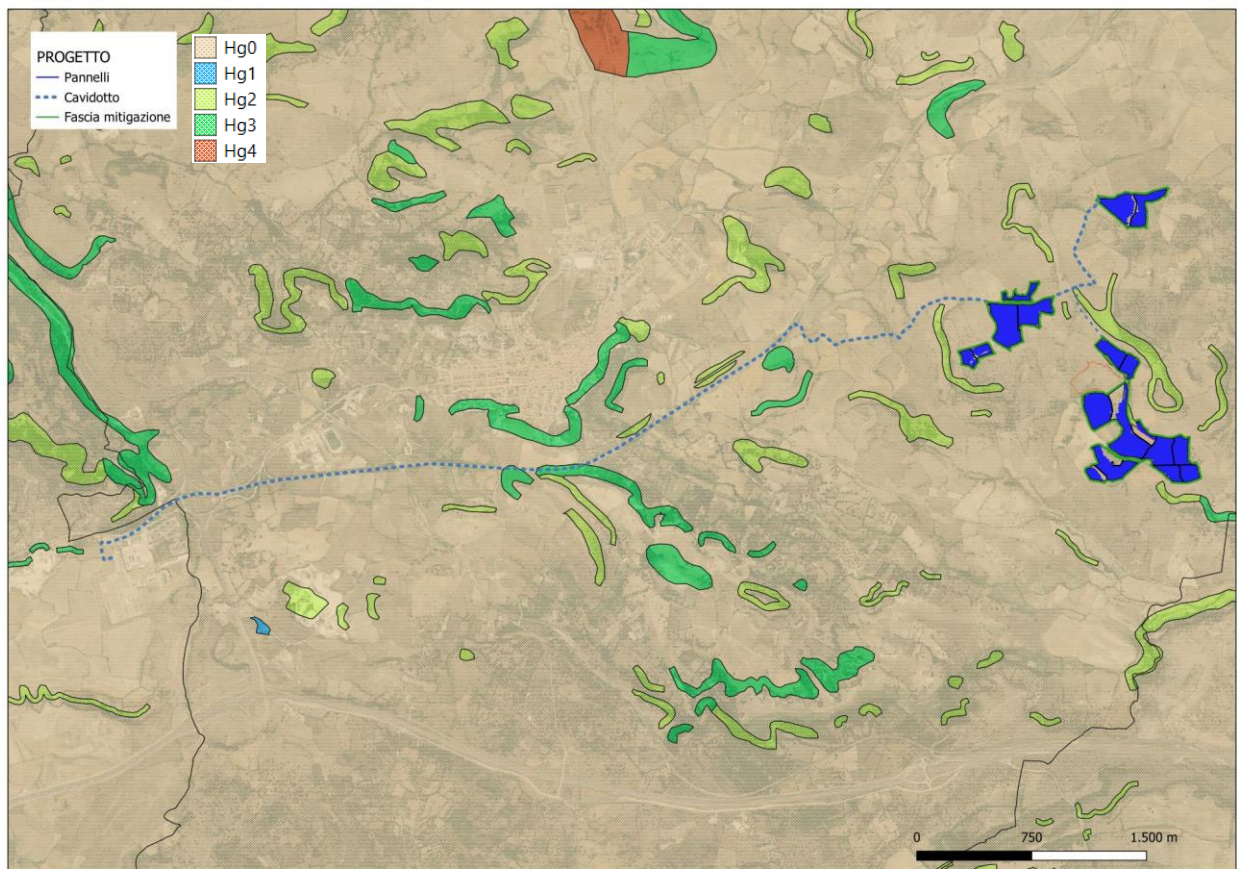 PROGETTO
Pannelli
Cavidotto
Fascia mitigazione
Hg0
Hg1
Hg2
Hg3
Hg4
0 750 1.500 m